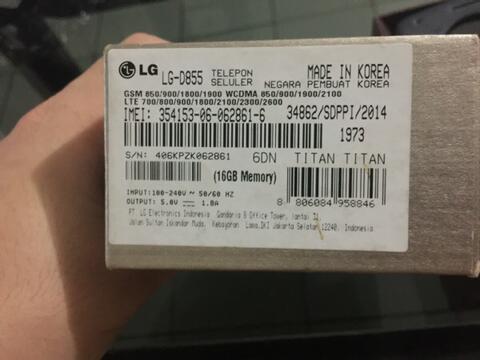 LG LG-D855 TELEPON SELULER MADE IN KOREA
NEGARA PEMBUAT KOREA
GSM 850/900/1800/1900 WCDMA 850/900/1900/2100
LTE 700/800/900/1800/2100/2300/2600
IMEI: 354153-06-062861-6 34862/SDPPI/2014
1973
S/N: 406KPZK062861 6DN TITAN TITAN
(16GB Memory)
INPUT:100-240V ~ 50/60 HZ
OUTPUT: 5.0V ⎓ 1.8A
8 806084 958846
PT. LG Electronics Indonesia Gandaria 8 Office Tower, lantai 31
Jalan Sultan Iskandar Muda, Kebayoran Lama,DKI Jakarta Selatan 12240, Indonesia